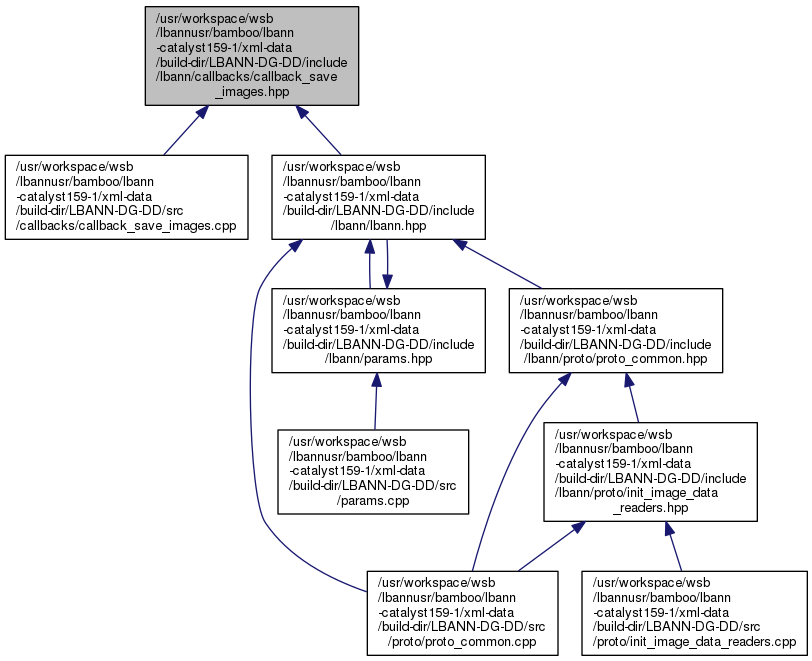 /usr/workspace/wsb
/lbannusr/bamboo/lbann
-catalyst159-1/xml-data
/build-dir/LBANN-DG-DD/include
/lbann/callbacks/callback_save
_images.hpp
/usr/workspace/wsb
/lbannusr/bamboo/lbann
-catalyst159-1/xml-data
/build-dir/LBANN-DG-DD/src
/callbacks/callback_save_images.cpp
/usr/workspace/wsb
/lbannusr/bamboo/lbann
-catalyst159-1/xml-data
/build-dir/LBANN-DG-DD/include
/lbann/lbann.hpp
/usr/workspace/wsb
/lbannusr/bamboo/lbann
-catalyst159-1/xml-data
/build-dir/LBANN-DG-DD/include
/lbann/params.hpp
/usr/workspace/wsb
/lbannusr/bamboo/lbann
-catalyst159-1/xml-data
/build-dir/LBANN-DG-DD/include
/lbann/proto/proto_common.hpp
/usr/workspace/wsb
/lbannusr/bamboo/lbann
-catalyst159-1/xml-data
/build-dir/LBANN-DG-DD/src
/params.cpp
/usr/workspace/wsb
/lbannusr/bamboo/lbann
-catalyst159-1/xml-data
/build-dir/LBANN-DG-DD/include
/lbann/proto/init_image_data
_readers.hpp
/usr/workspace/wsb
/lbannusr/bamboo/lbann
-catalyst159-1/xml-data
/build-dir/LBANN-DG-DD/src
/proto/proto_common.cpp
/usr/workspace/wsb
/lbannusr/bamboo/lbann
-catalyst159-1/xml-data
/build-dir/LBANN-DG-DD/src
/proto/init_image_data_readers.cpp